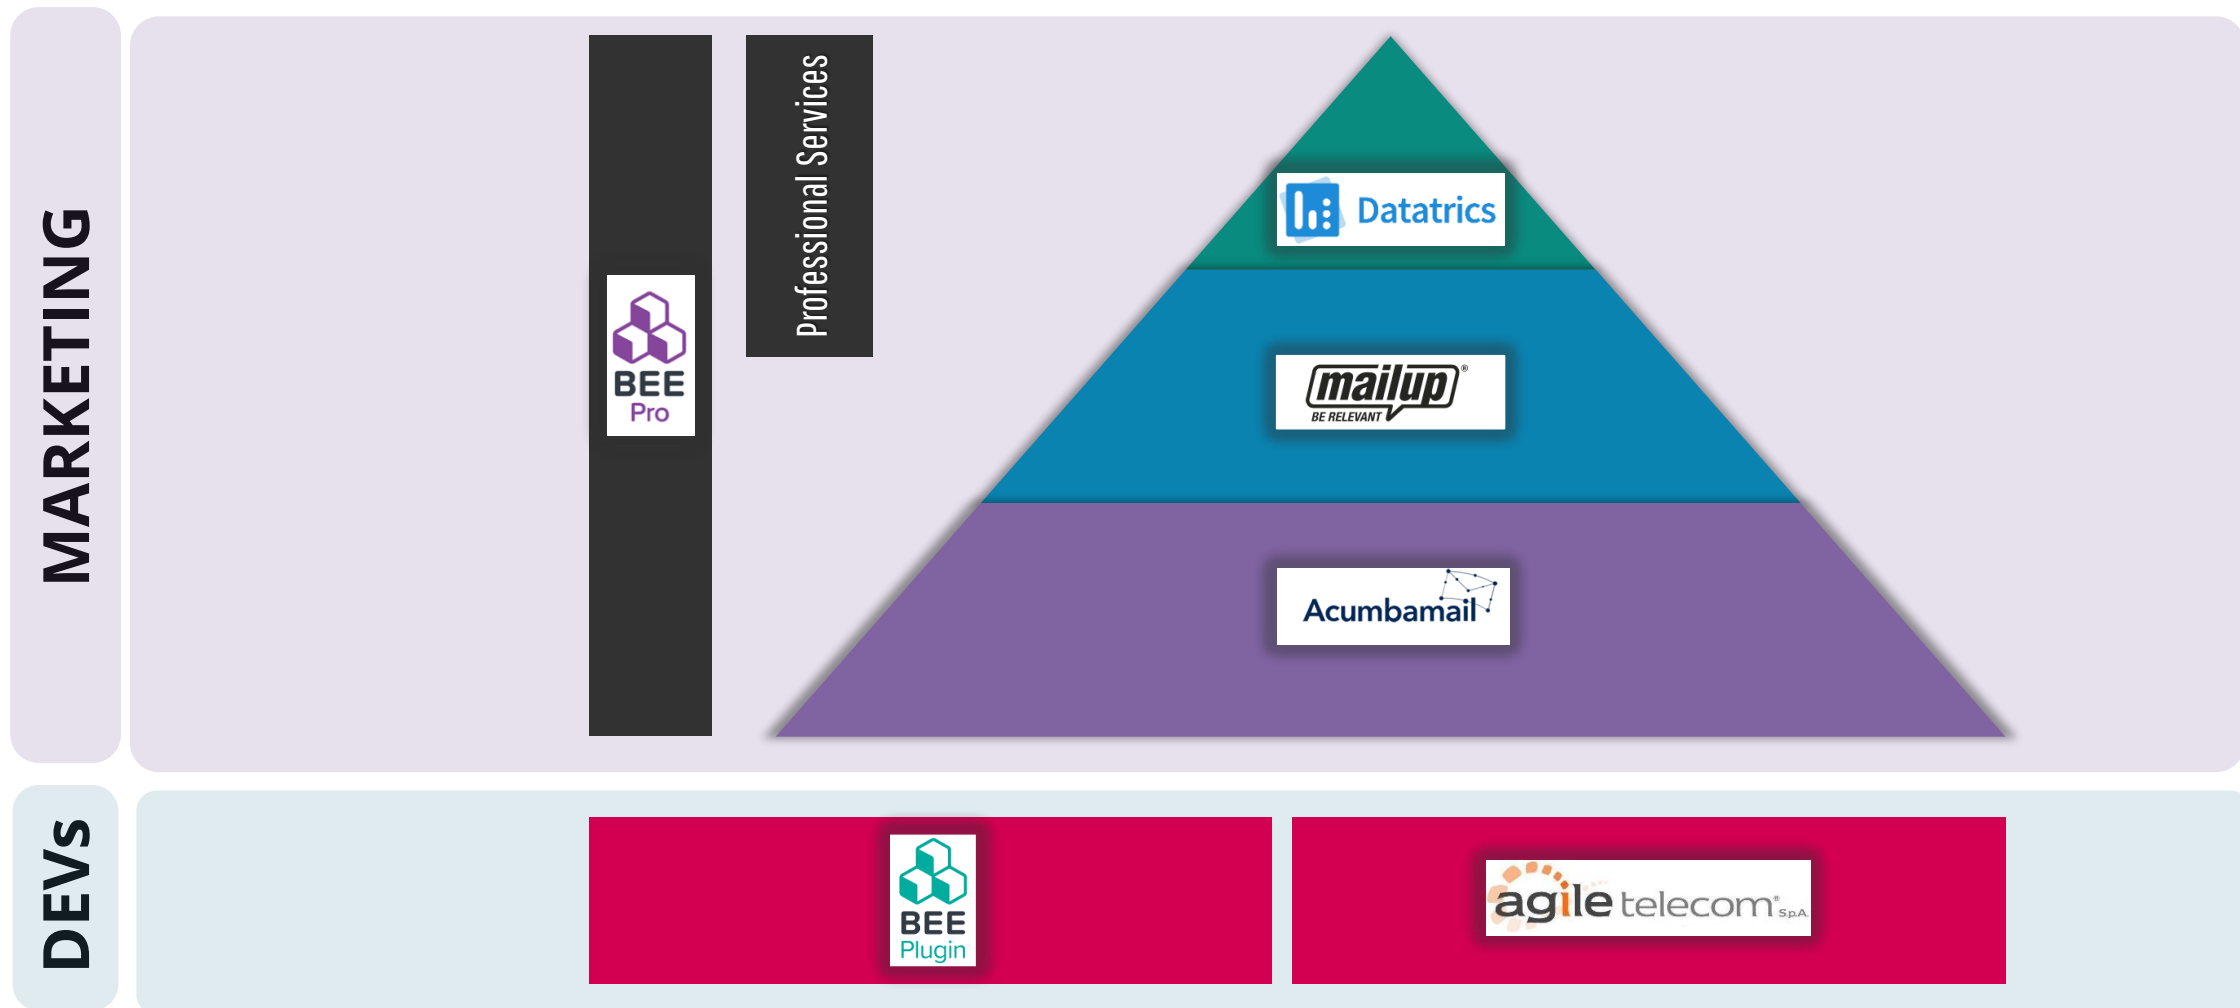 MARKETING
Professional Services
BEE
Pro
Datatrics
mailup®
BE RELEVANT
Acumbamail
DEVs
BEE
Plugin
agile telecom® S.p.A.